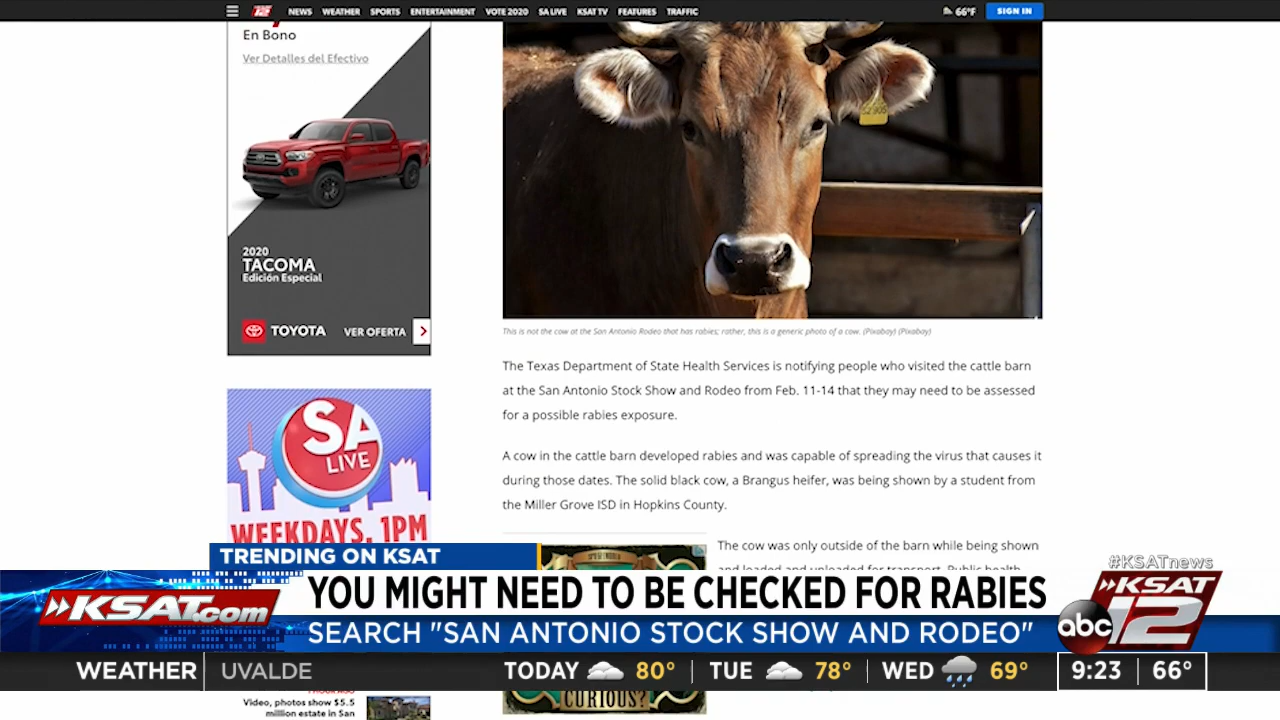 NEWS WEATHER SPORTS ENTERTAINMENT VOTE 2020 SA LIVE KSAT TV FEATURES TRAFFIC 66°F SIGN IN
En Bono
Ver Detalles del Efectivo
2020
TACOMA
Edición Especial
TOYOTA VER OFERTA
This is not the cow at the San Antonio Rodeo that has rabies; rather, this is a generic photo of a cow. (Pixabay) (Pixabay)
The Texas Department of State Health Services is notifying people who visited the cattle barn
at the San Antonio Stock Show and Rodeo from Feb. 11-14 that they may need to be assessed
for a possible rabies exposure.
A cow in the cattle barn developed rabies and was capable of spreading the virus that causes it
during those dates. The solid black cow, a Brangus heifer, was being shown by a student from
the Miller Grove ISD in Hopkins County.
The cow was only outside of the barn while being shown
and loaded and unloaded for transport. Public health
SA
LIVE
WEEKDAYS, 1PM
TRENDING ON KSAT
#KSATnews
KSAT.com
YOU MIGHT NEED TO BE CHECKED FOR RABIES
SEARCH "SAN ANTONIO STOCK SHOW AND RODEO"
KSAT
abc 12
WEATHER UVALDE TODAY 80° TUE 78° WED 69° 9:23 66°
Video, photos show $5.5
million estate in San
CURIOUS?